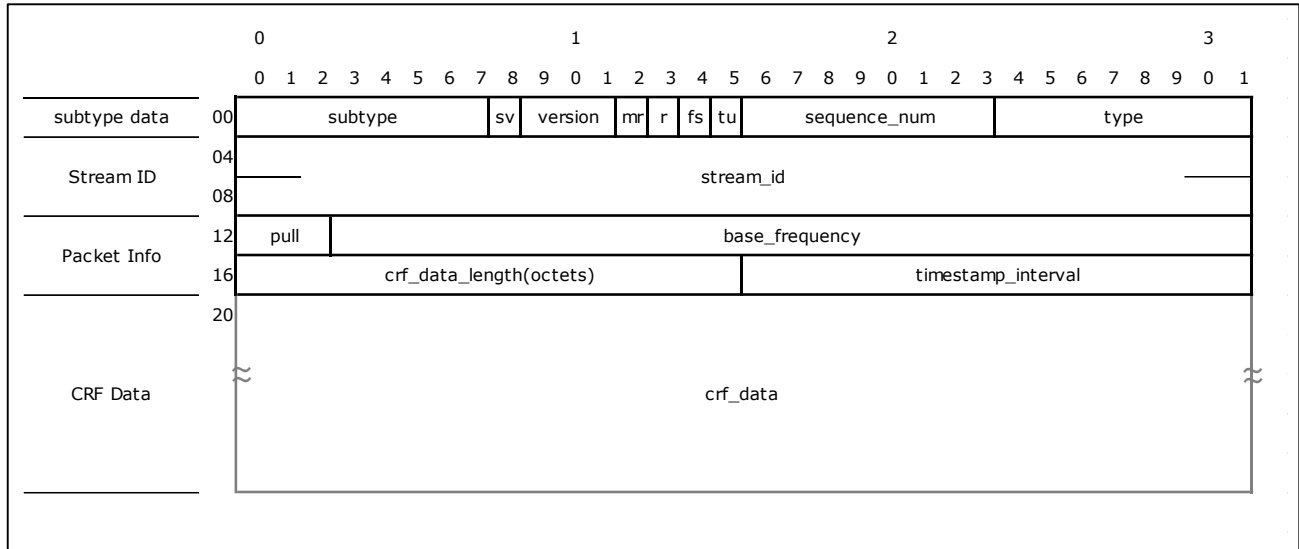 0 1 2 3
0 1 2 3 4 5 6 7 8 9 0 1 2 3 4 5 6 7 8 9 0 1 2 3 4 5 6 7 8 9 0 1
subtype data 00 subtype sv version mr r fs tu sequence_num type
04
Stream ID stream_id
08
12 pull base_frequency
Packet Info
16 crf_data_length(octets) timestamp_interval
20
CRF Data crf_data